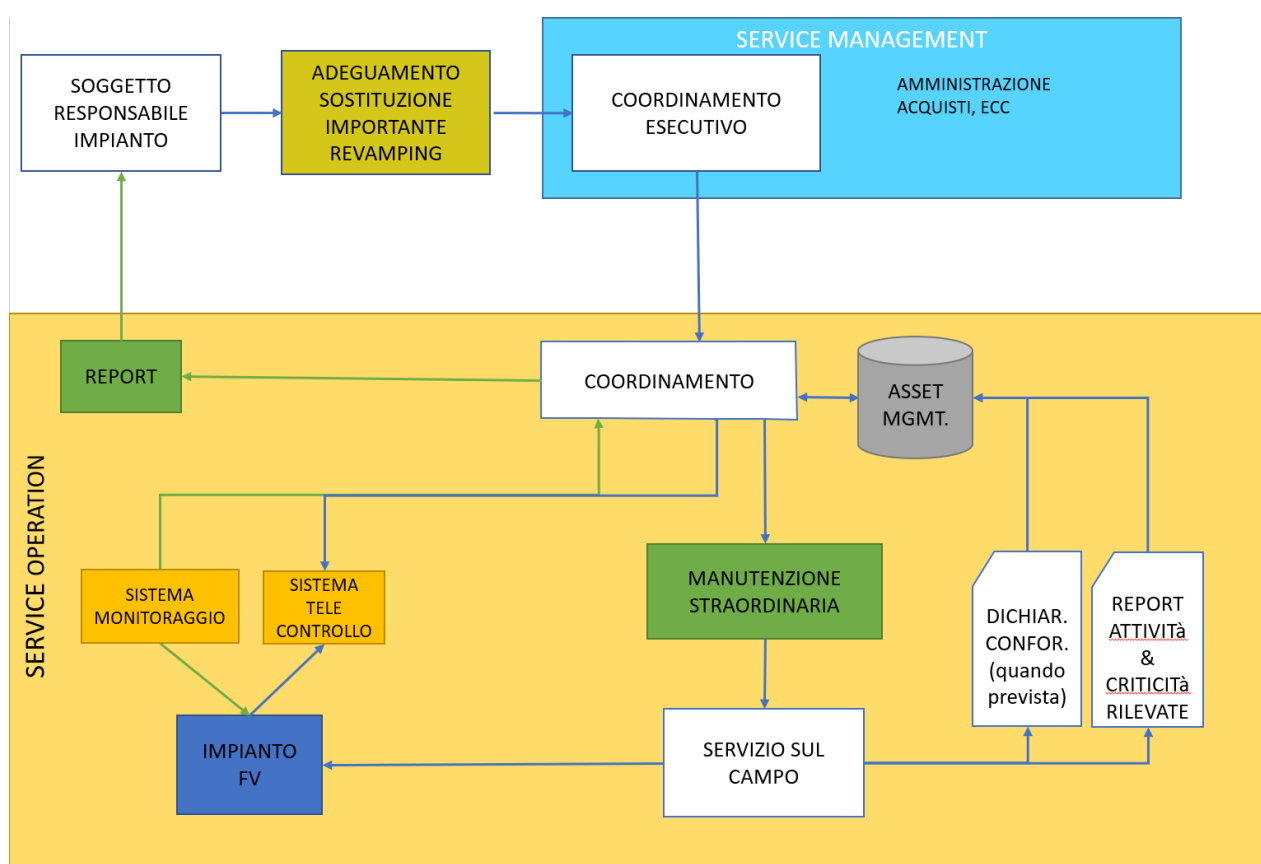 SERVICE MANAGEMENT
SOGGETTO
RESPONSABILE
IMPIANTO
ADEGUAMENTO
SOSTITUZIONE
IMPORTANTE
REVAMPING
COORDINAMENTO
ESECUTIVO
AMMINISTRAZIONE
ACQUISTI, ECC
SERVICE OPERATION
REPORT
COORDINAMENTO
ASSET
MGMT.
SISTEMA
MONITORAGGIO
SISTEMA
TELE
CONTROLLO
MANUTENZIONE
STRAORDINARIA
DICHIAR.
CONFOR.
(quando
prevista)
REPORT
ATTIVITà
&
CRITICITà
RILEVATE
IMPIANTO
FV
SERVIZIO SUL
CAMPO